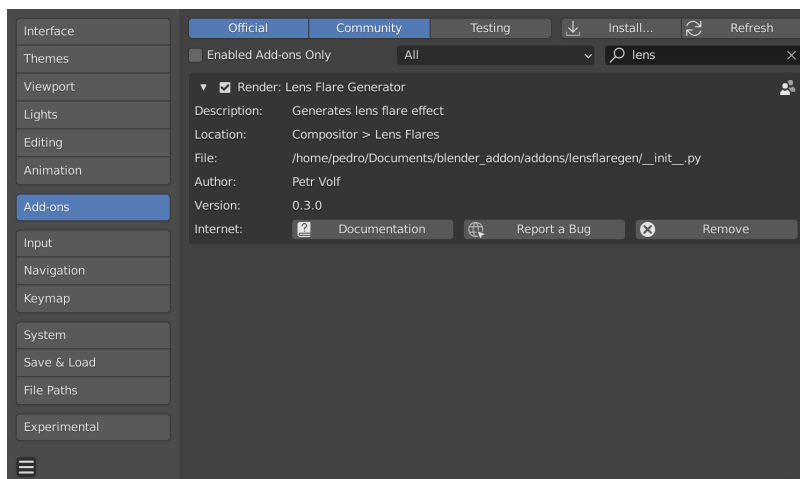 Interface
Themes
Viewport
Lights
Editing
Animation
Add-ons
Input
Navigation
Keymap
System
Save & Load
File Paths
Experimental
Official Community Testing Install... Refresh
Enabled Add-ons Only All lens
Render: Lens Flare Generator
Description: Generates lens flare effect
Location: Compositor > Lens Flares
File: /home/pedro/Documents/blender_addon/addons/lensflaregen/__init__.py
Author: Petr Volf
Version: 0.3.0
Internet: Documentation Report a Bug Remove